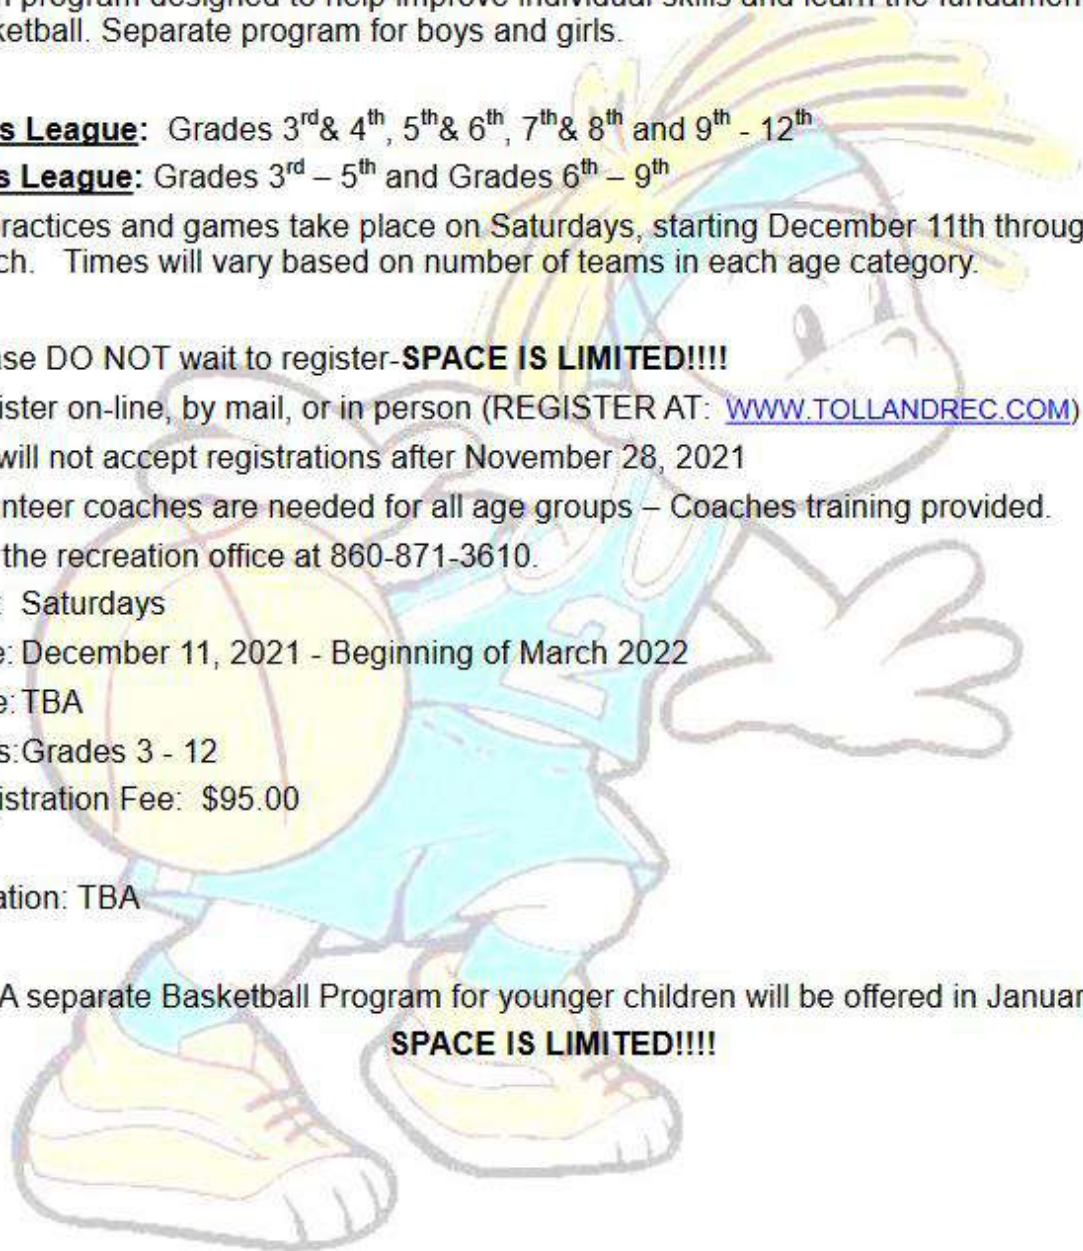 program designed to help improve individual skills and learn the
ketball. Separate program for boys and girls.
s League: Grades 3rd& 4th, 5th& 6th, 7th& 8th and 9th - 12th
s League: Grades 3rd – 5th and Grades 6th – 9th
ractices and games take place on Saturdays, starting December 11th throug
ch. Times will vary based on number of teams in each age category.
ase DO NOT wait to register-SPACE IS LIMITED!!!!
ister on-line, by mail, or in person (REGISTER AT: WWW.TOLLANDREC.COM)
will not accept registrations after November 28, 2021
nteer coaches are needed for all age groups – Coaches training provided.
the recreation office at 860-871-3610.
: Saturdays
e: December 11, 2021 - Beginning of March 2022
e: TBA
s: Grades 3 - 12
istration Fee: $95.00
ation: TBA
A separate Basketball Program for younger children will be offered in Januar
SPACE IS LIMITED!!!!
2